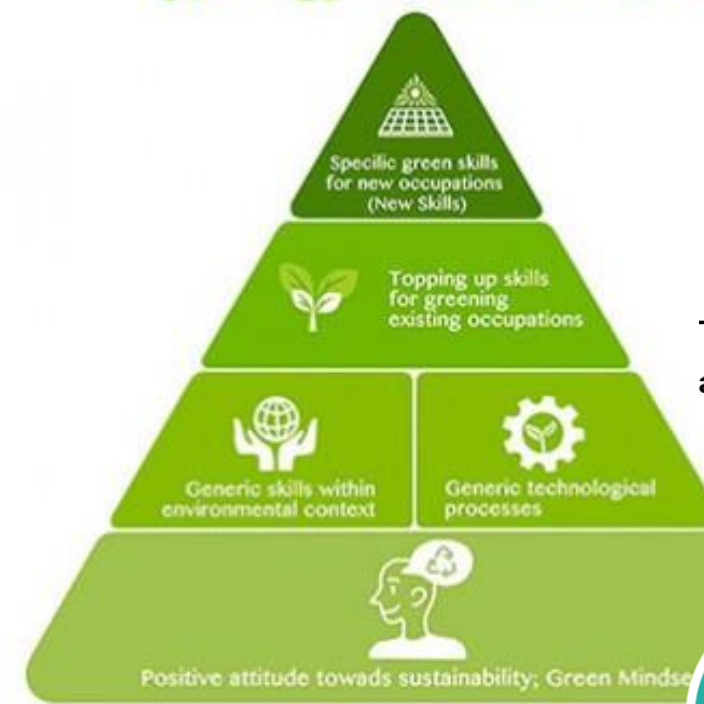 Specilic green skills
for new occupations
(New Skills)
Topping up skills
for greening
existing occupations
Generic skills within
environmental context
Generic technological
processes
Positive attitude towads sustainability; Green Mindse